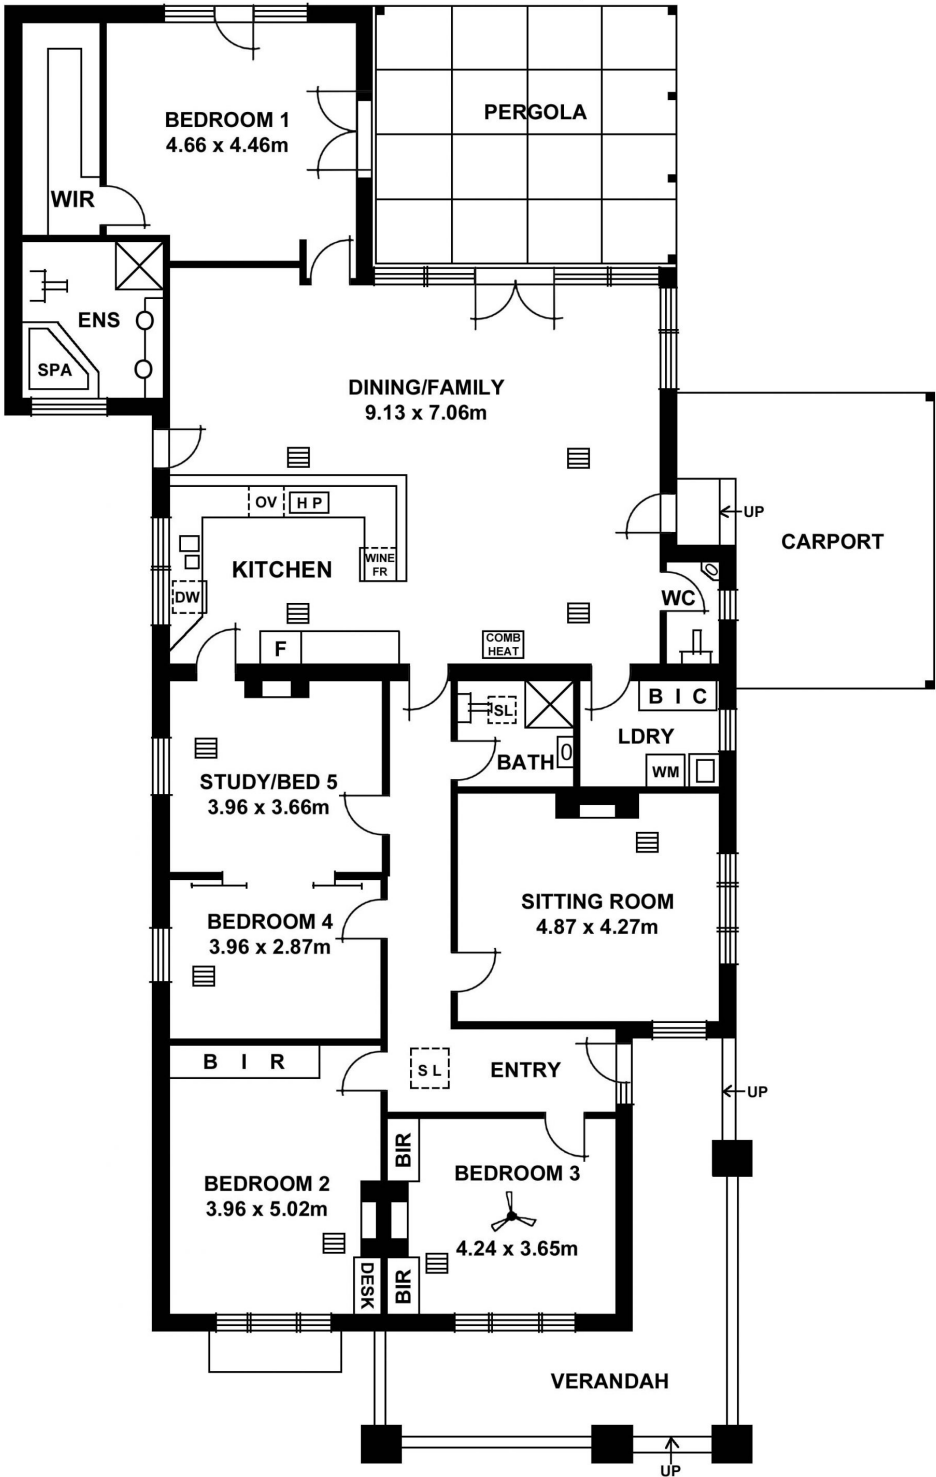 BEDROOM 1
4.66 x 4.46m
PERGOLA
WIR
ENS
SPA
DINING/FAMILY
9.13 x 7.06m
OV
H P
UP
CARPORT
KITCHEN
WINE
FR
DW
WC
F
COMB
HEAT
B I C
SL
LDRY
BATH
WM
STUDY/BED 5
3.96 x 3.66m
SITTING ROOM
4.87 x 4.27m
BEDROOM 4
3.96 x 2.87m
B I R
S L
ENTRY
UP
BIR
BEDROOM 3
BEDROOM 2
3.96 x 5.02m
4.24 x 3.65m
DESK
BIR
VERANDAH
UP